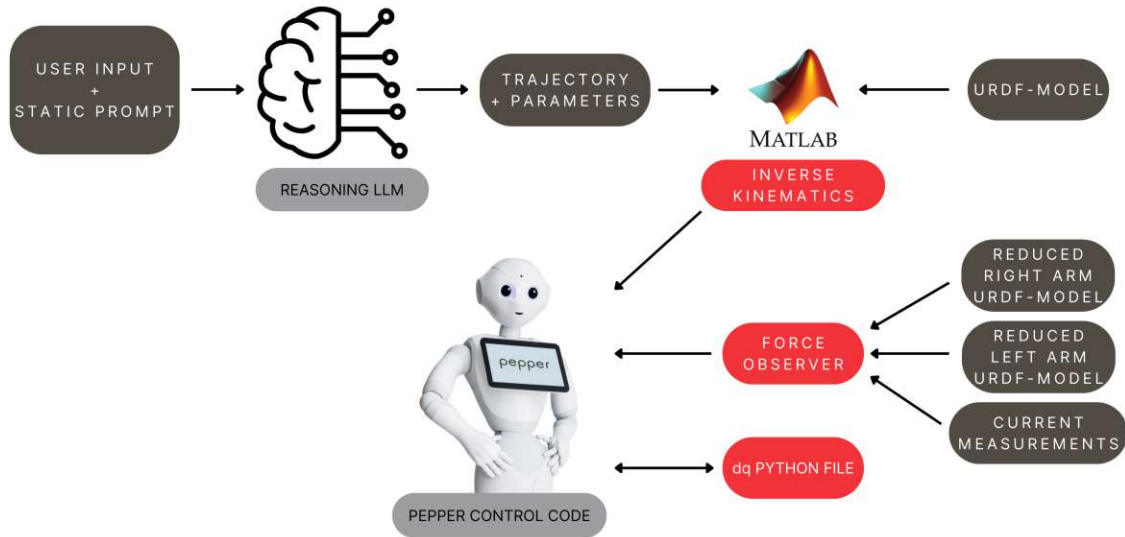 USER INPUT
+
STATIC PROMPT
REASONING LLM
TRAJECTORY
+ PARAMETERS
MATLAB
INVERSE
KINEMATICS
URDF-MODEL
pepper
PEPPER CONTROL CODE
FORCE
OBSERVER
dq PYTHON FILE
REDUCED
RIGHT ARM
URDF-MODEL
REDUCED
LEFT ARM
URDF-MODEL
CURRENT
MEASUREMENTS